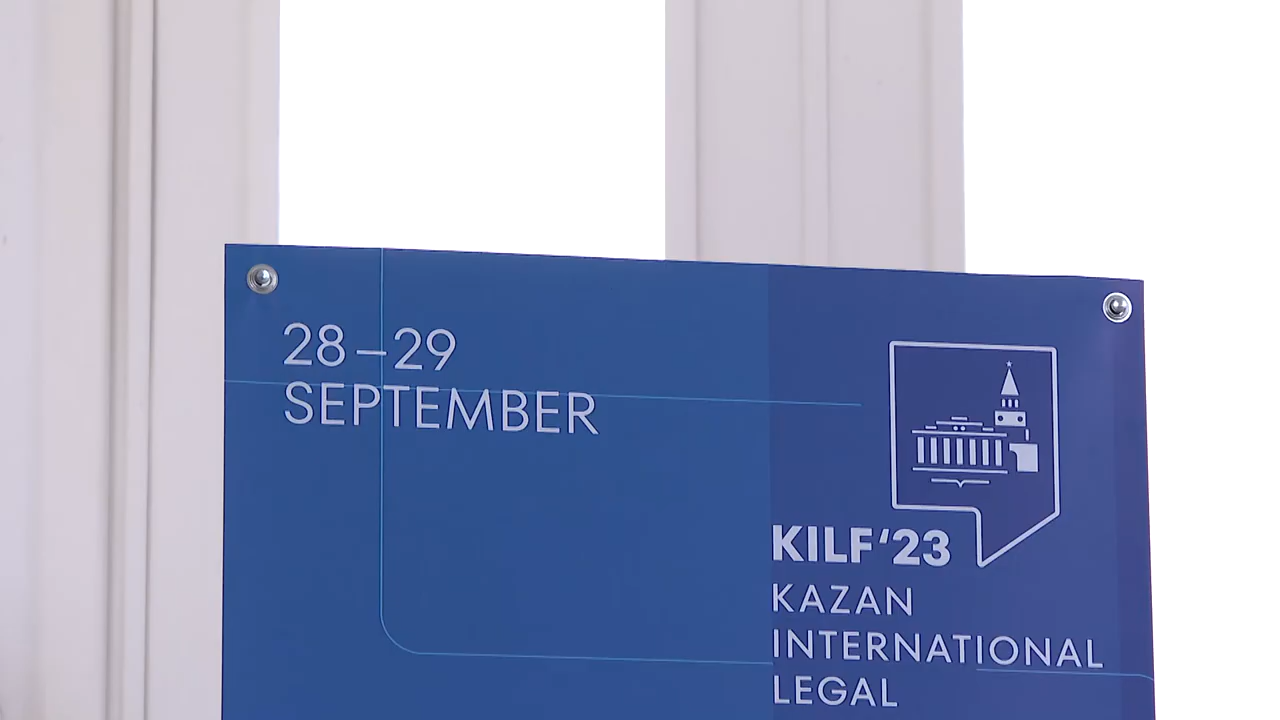 28–29
SEPTEMBER
KILF‘23
KAZAN
INTERNATIONAL
LEGAL